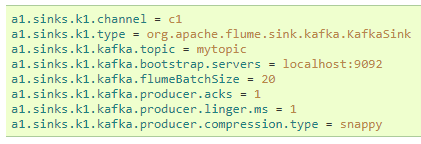 a1.sinks.k1.channel = c1
a1.sinks.k1.type = org.apache.flume.sink.kafka.KafkaSink
a1.sinks.k1.kafka.topic = mytopic
a1.sinks.k1.kafka.bootstrap.servers = localhost:9092
a1.sinks.k1.kafka.flumeBatchSize = 20
a1.sinks.k1.kafka.producer.acks = 1
a1.sinks.k1.kafka.producer.linger.ms = 1
a1.sinks.k1.kafka.producer.compression.type = snappy